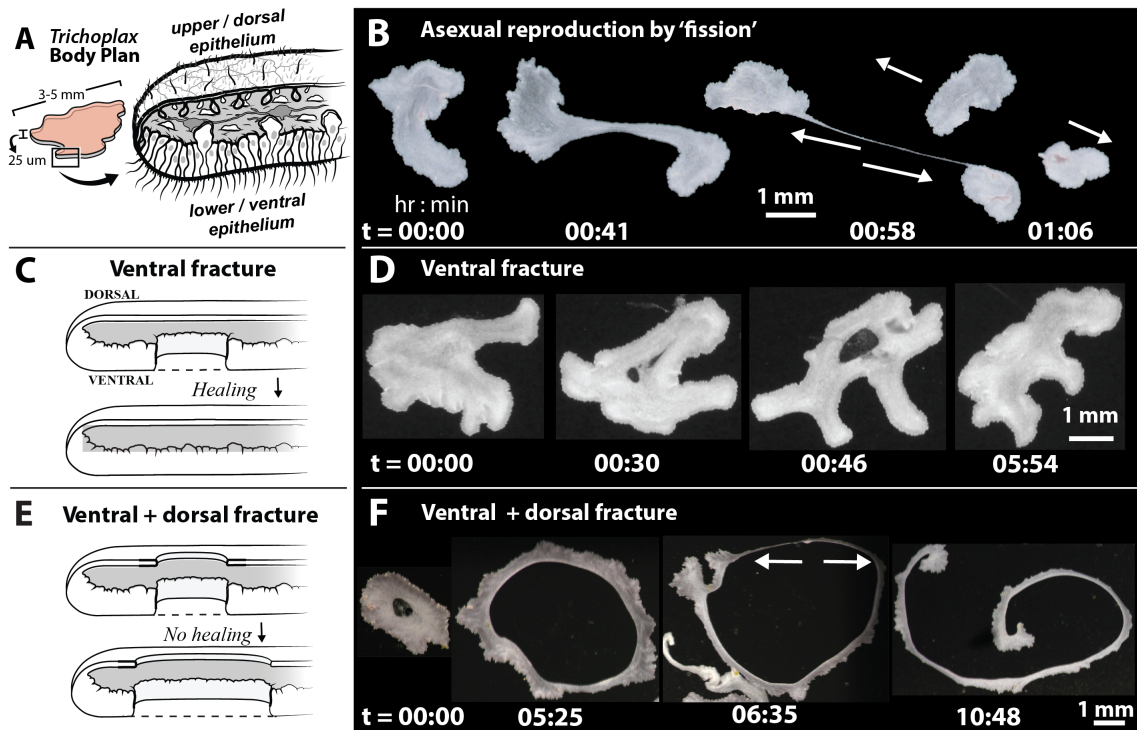 A
Trichoplax
Body Plan
upper / dorsal
epithelium
3-5 mm
25 um
lower / ventral
epithelium
B
Asexual reproduction by ‘fission’
1 mm
hr : min
t = 00:00
00:41
00:58
01:06
C
Ventral fracture
DORSAL
VENTRAL
Healing
D
Ventral fracture
1 mm
t = 00:00
00:30
00:46
05:54
E
Ventral + dorsal fracture
No healing
F
Ventral + dorsal fracture
t = 00:00
05:25
06:35
10:48
1 mm